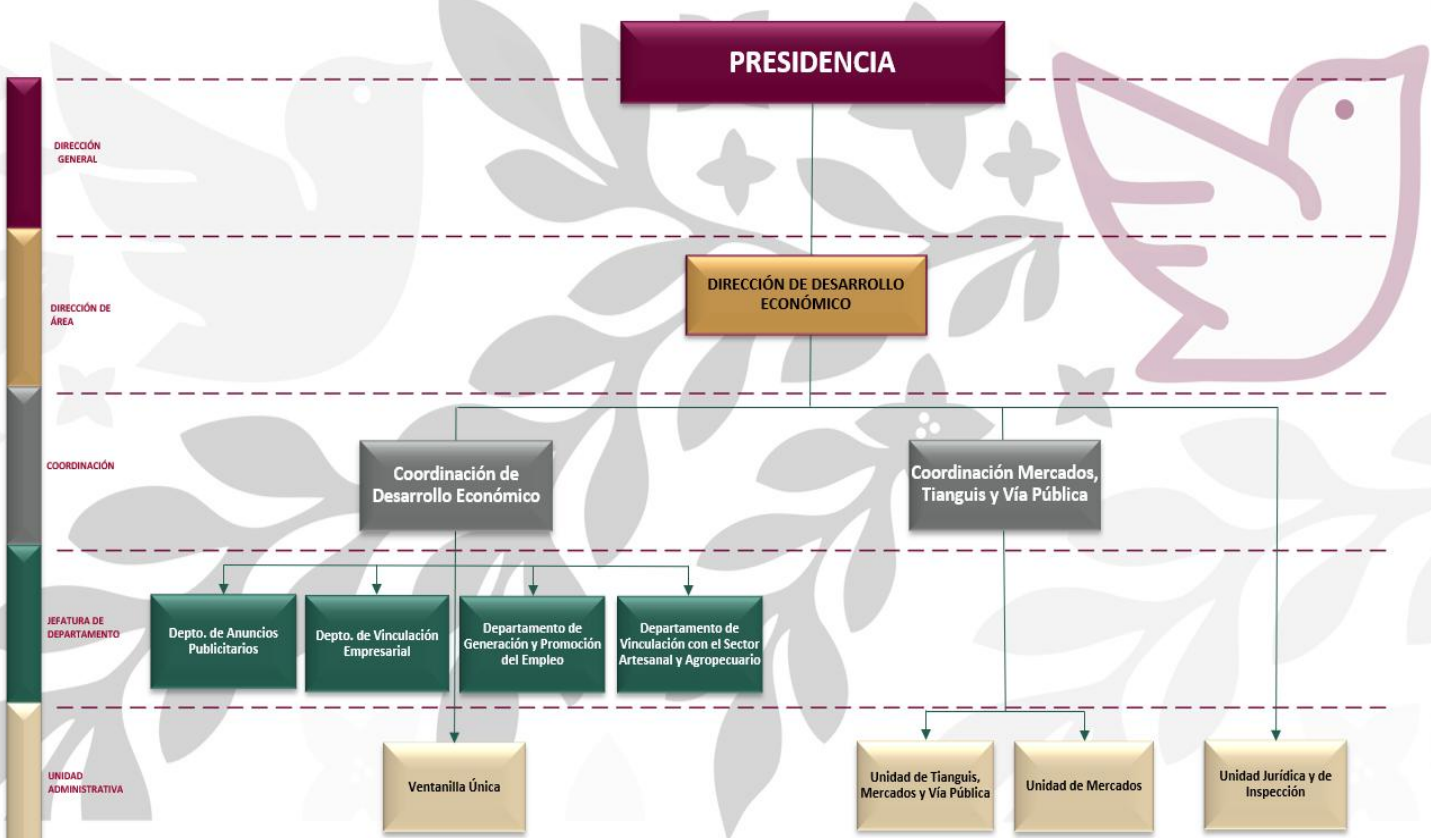 PRESIDENCIA
DIRECCIÓN
GENERAL
DIRECCIÓN DE
ÁREA
DIRECCIÓN DE DESARROLLO
ECONÓMICO
COORDINACIÓN
Coordinación de
Desarrollo Económico
Coordinación Mercados,
Tianguis y Vía Pública
JEFATURA DE
DEPARTAMENTO
Depto. de Anuncios
Publicitarios
Depto. de Vinculación
Empresarial
Departamento de
Generación y Promoción
del Empleo
Departamento de
Vinculación con el Sector
Artesanal y Agropecuario
UNIDAD
ADMINISTRATIVA
Ventanilla Única
Unidad de Tianguis,
Mercados y Vía Pública
Unidad de Mercados
Unidad Jurídica y de
Inspección